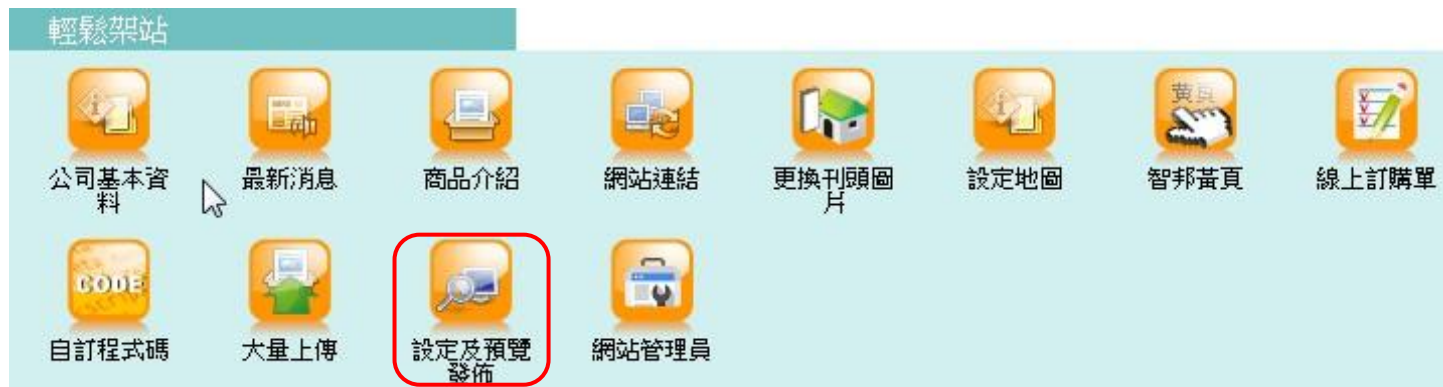 輕鬆架站
公司基本資料
最新消息
商品介紹
網站連結
更換刊頭圖片
設定地圖
黃頁
智邦黃頁
線上訂購單
CODE
自訂程式碼
大量上傳
設定及預覽發佈
網站管理員